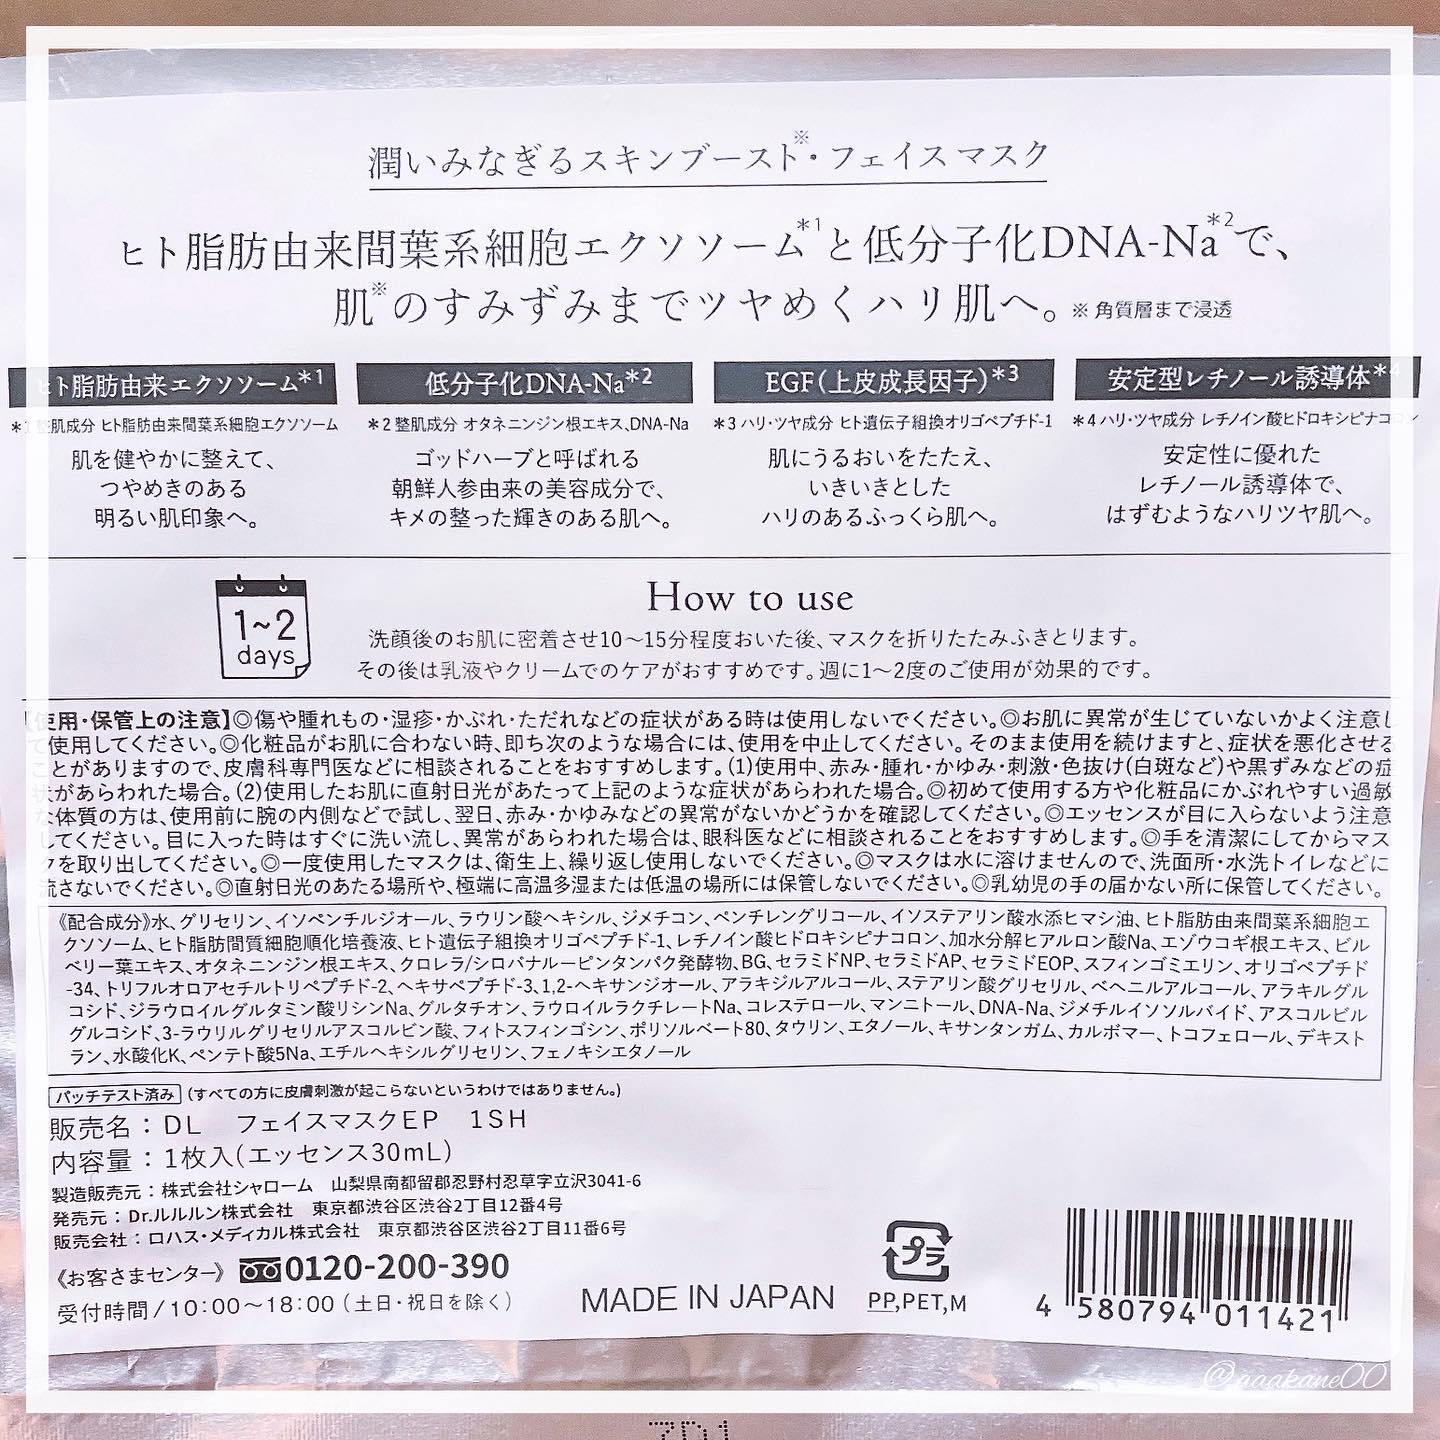 潤いみなぎるスキンブースト※・フェイスマスク
ヒト脂肪由来間葉系細胞エクソソーム*1と低分子化DNA-Na*2で、
肌※のすみずみまでツヤめくハリ肌へ。※角質層まで浸透
ヒト脂肪由来エクソソーム*1
*1整肌成分 ヒト脂肪由来間葉系細胞エクソソーム
肌を健やかに整えて、
つやめきのある
明るい肌印象へ。
低分子化DNA-Na*2
*2整肌成分 オタネニンジン根エキス、DNA-Na
ゴッドハーブと呼ばれる
朝鮮人参由来の美容成分で、
キメの整った輝きのある肌へ。
EGF(上皮成長因子)*3
*3ハリ・ツヤ成分 ヒト遺伝子組換オリゴペプチド-1
肌にうるおいをたたえ、
いきいきとした
ハリのあるふっくら肌へ。
安定型レチノール誘導体*4
*4ハリ・ツヤ成分 レチノイン酸ヒドロキシピナコロン
安定性に優れた
レチノール誘導体で、
はずむようなハリツヤ肌へ。
1~2
days
How to use
洗顔後のお肌に密着させ10～15分程度おいた後、マスクを折りたたみふきとります。
その後は乳液やクリームでのケアがおすすめです。週に1～2度のご使用が効果的です。
【使用・保管上の注意】◎傷や腫れもの・湿疹・かぶれ・ただれなどの症状がある時は使用しないでください。◎お肌に異常が生じていないかよく注意し
て使用してください。◎化粧品がお肌に合わない時、即ち次のような場合には、使用を中止してください。そのまま使用を続けますと、症状を悪化させる
ことがありますので、皮膚科専門医などに相談されることをおすすめします。(1)使用中、赤み・腫れ・かゆみ・刺激・色抜け(白斑など)や黒ずみなどの症
状があらわれた場合。(2)使用したお肌に直射日光があたって上記のような症状があらわれた場合。◎初めて使用する方や化粧品にかぶれやすい過敏
な体質の方は、使用前に腕の内側などで試し、翌日、赤み・かゆみなどの異常がないかどうかを確認してください。◎エッセンスが目に入らないよう注意
してください。目に入った時はすぐに洗い流し、異常があらわれた場合は、眼科医などに相談されることをおすすめします。◎手を清潔にしてからマス
クを取り出してください。◎一度使用したマスクは、衛生上、繰り返し使用しないでください。◎マスクは水に溶けませんので、洗面所・水洗トイレなどに
流さないでください。◎直射日光のあたる場所や、極端に高温多湿または低温の場所には保管しないでください。◎乳幼児の手の届かない所に保管してください。
《配合成分》水、グリセリン、イソペンチルジオール、ラウリン酸ヘキシル、ジメチコン、ペンチレングリコール、イソステアリン酸水添ヒマシ油、ヒト脂肪由来間葉系細胞エ
クソソーム、ヒト脂肪間質細胞順化培養液、ヒト遺伝子組換オリゴペプチド-1、レチノイン酸ヒドロキシピナコロン、加水分解ヒアルロン酸Na、エゾウコギ根エキス、ビル
ベリー葉エキス、オタネニンジン根エキス、クロレラ/シロバナルーピンタンパク発酵物、BG、セラミドNP、セラミドAP、セラミドEOP、スフィンゴミエリン、オリゴペプチド
-34、トリフルオロアセチルトリペプチド-2、ヘキサペプチド-3、1,2-ヘキサンジオール、アラキジルアルコール、ステアリン酸グリセリル、ベヘニルアルコール、アラキルグル
コシド、ジラウロイルグルタミン酸リシンNa、グルタチオン、ラウロイルラクチレートNa、コレステロール、マンニトール、DNA-Na、ジメチルイソソルバイド、アスコルビル
グルコシド、3-ラウリルグリセリルアスコルビン酸、フィトスフィンゴシン、ポリソルベート80、タウリン、エタノール、キサンタンガム、カルボマー、トコフェロール、デキスト
ラン、水酸化K、ペンテト酸5Na、エチルヘキシルグリセリン、フェノキシエタノール
パッチテスト済み (すべての方に皮膚刺激が起こらないというわけではありません。)
販売名：DL フェイスマスクEP 1SH
内容量：1枚入(エッセンス30mL)
製造販売元：株式会社シャローム 山梨県南都留郡忍野村忍草字立沢3041-6
発売元：Dr.ルルルン株式会社 東京都渋谷区渋谷2丁目12番4号
販売会社：ロハス・メディカル株式会社 東京都渋谷区渋谷2丁目11番6号
《お客さまセンター》 0120-200-390
受付時間/10:00～18:00(土日・祝日を除く)
MADE IN JAPAN
プラ
PP,PET,M
4 580794 011421
@aaakane00